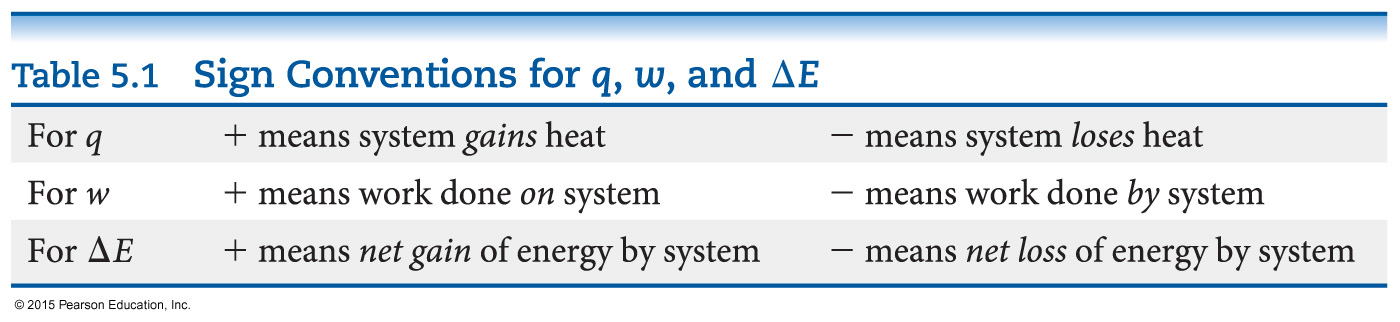 Table 5.1 Sign Conventions for q, w, and ΔE
For q + means system gains heat − means system loses heat
For w + means work done on system − means work done by system
For ΔE + means net gain of energy by system − means net loss of energy by system
© 2015 Pearson Education, Inc.